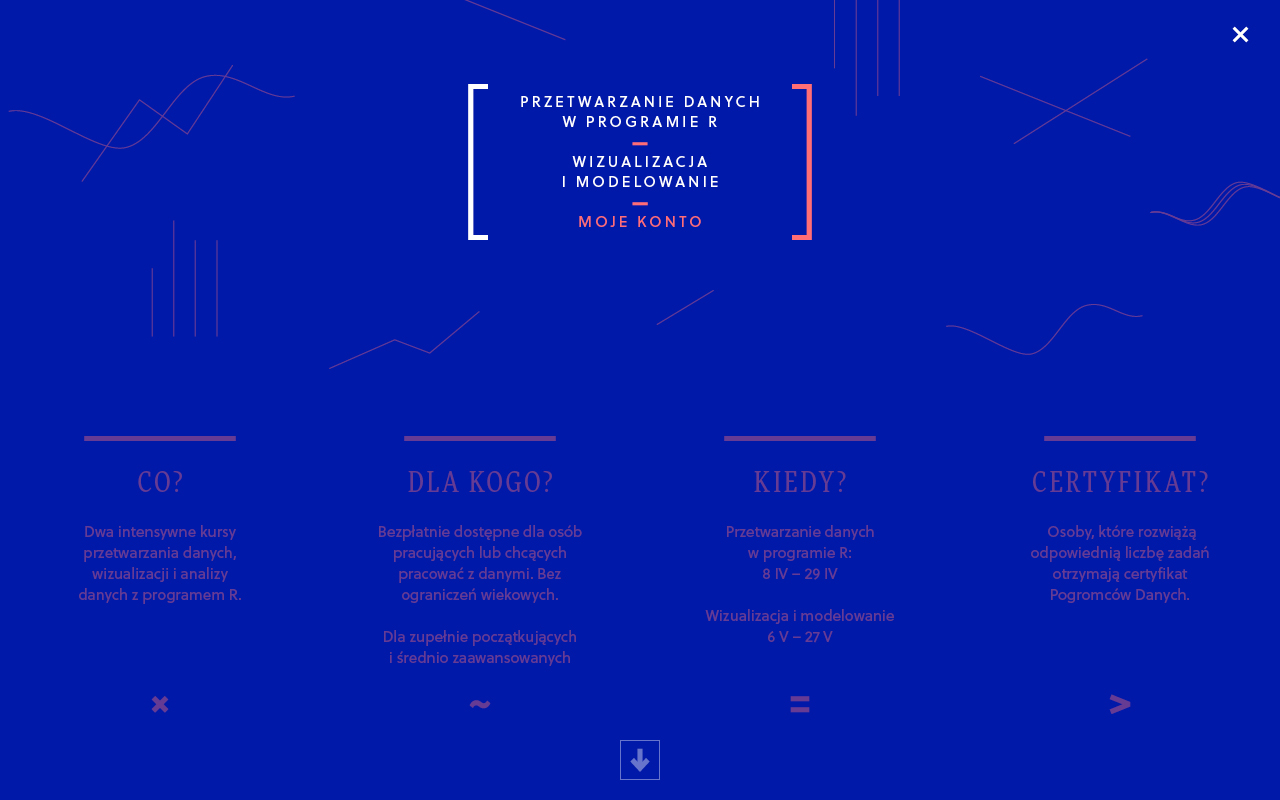 PRZETWARZANIE DANYCH
W PROGRAMIE R
WIZUALIZACJA
I MODELOWANIE
MOJE KONTO
CO?
Dwa intensywne kursy
przetwarzania danych,
wizualizacji i analizy
danych z programem R.
DLA KOGO?
Bezpłatnie dostępne dla osób
pracujących lub chcących
pracować z danymi. Bez
ograniczeń wiekowych.
Dla zupełnie początkujących
i średnio zaawansowanych
KIEDY?
Przetwarzanie danych
w programie R:
8 IV – 29 IV
Wizualizacja i modelowanie
6 V – 27 V
CERTYFIKAT?
Osoby, które rozwiążą
odpowiednią liczbę zadań
otrzymają certyfikat
Pogromców Danych.